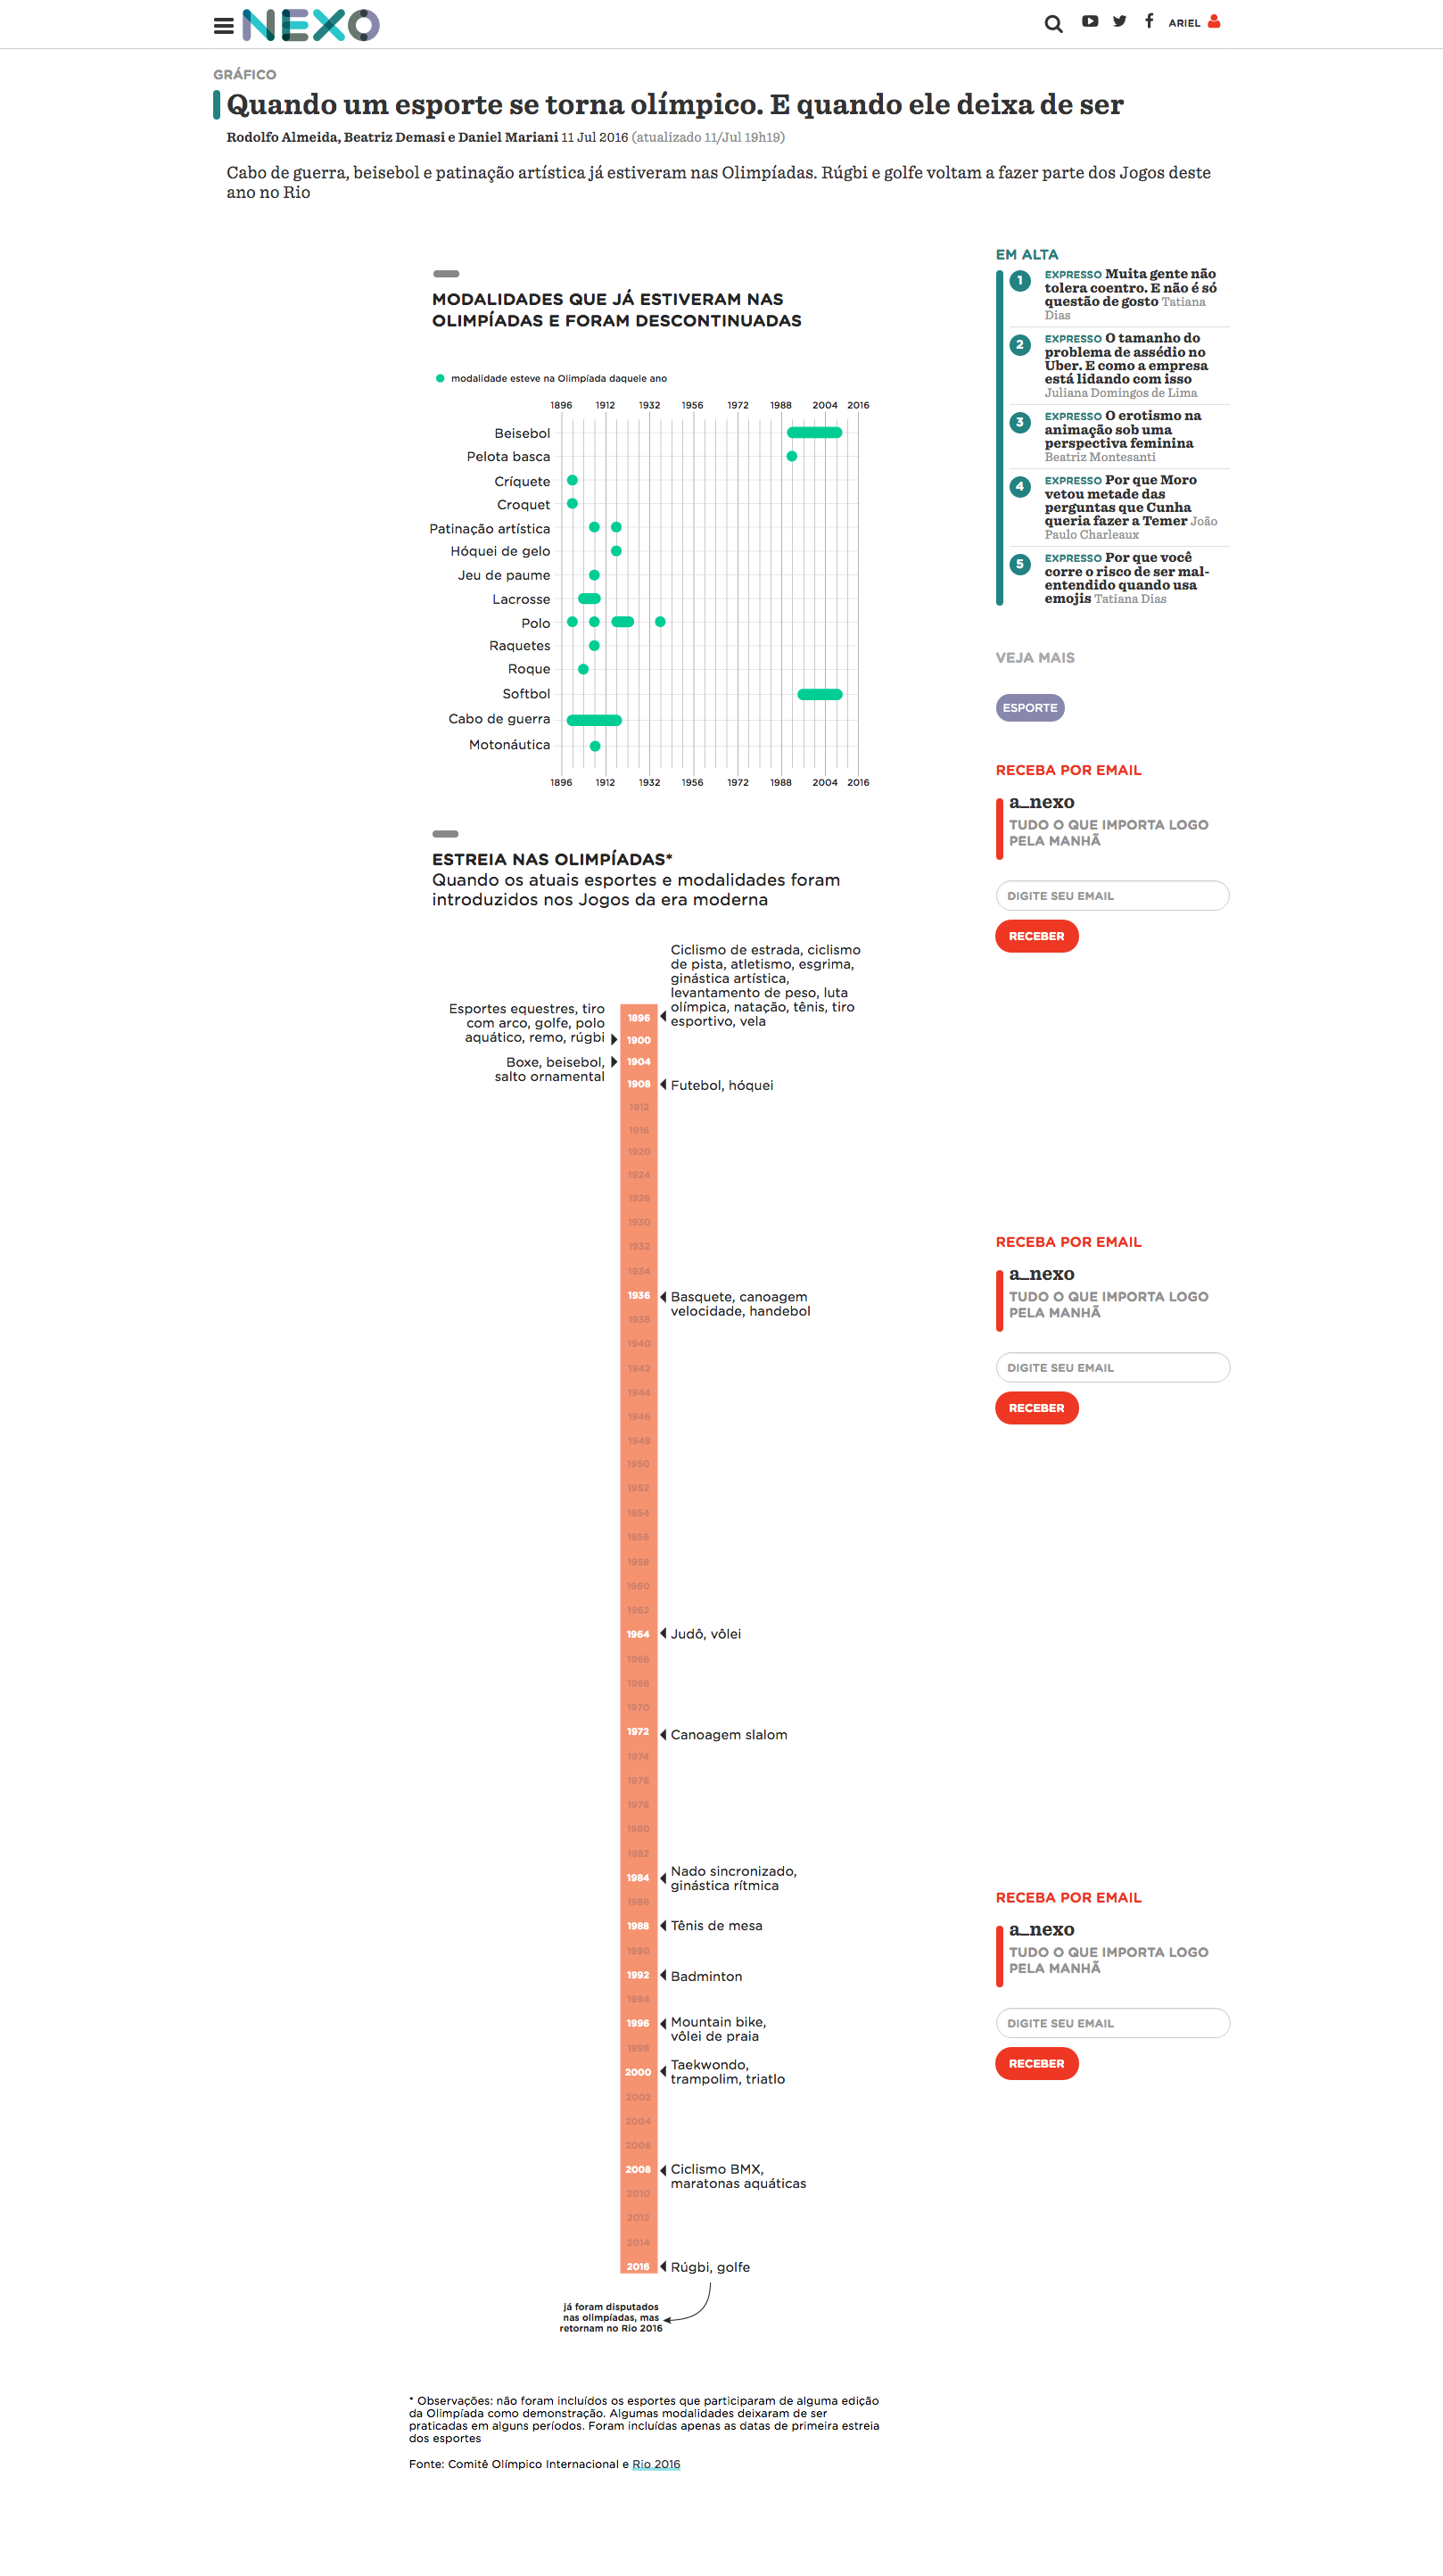 NEXO
ARIEL
GRÁFICO
Quando um esporte se torna olímpico. E quando ele deixa de ser
Rodolfo Almeida, Beatriz Demasi e Daniel Mariani 11 Jul 2016 (atualizado 11/Jul 19h19)
Cabo de guerra, beisebol e patinação artística já estiveram nas Olimpíadas. Rúgbi e golfe voltam a fazer parte dos Jogos deste
ano no Rio
MODALIDADES QUE JÁ ESTIVERAM NAS
OLIMPÍADAS E FORAM DESCONTINUADAS
modalidade esteve na Olimpíada daquele ano
1896 1912 1932 1956 1972 1988 2004 2016
Beisebol
Pelota basca
Críquete
Croquet
Patinação artística
Hóquei de gelo
Jeu de paume
Lacrosse
Polo
Raquetes
Roque
Softbol
Cabo de guerra
Motonáutica
1896 1912 1932 1956 1972 1988 2004 2016
ESTREIA NAS OLIMPÍADAS*
Quando os atuais esportes e modalidades foram
introduzidos nos Jogos da era moderna
Ciclismo de estrada, ciclismo
de pista, atletismo, esgrima,
ginástica artística,
levantamento de peso, luta
olímpica, natação, tênis, tiro
esportivo, vela
1896
Esportes equestres, tiro
com arco, golfe, polo
aquático, remo, rúgbi
1900
Boxe, beisebol,
salto ornamental
1904
1908
Futebol, hóquei
1912
1916
1920
1924
1928
1930
1932
1934
1936
Basquete, canoagem
velocidade, handebol
1938
1940
1942
1944
1946
1948
1950
1952
1954
1956
1958
1960
1962
1964
Judô, vôlei
1966
1968
1970
1972
Canoagem slalom
1974
1976
1978
1980
1982
1984
Nado sincronizado,
ginástica rítmica
1986
1988
Tênis de mesa
1990
1992
Badminton
1994
1996
Mountain bike,
vôlei de praia
1998
2000
Taekwondo,
trampolim, triatlo
2002
2004
2006
2008
Ciclismo BMX,
maratonas aquáticas
2010
2012
2014
2016
Rúgbi, golfe
já foram disputados
nas olimpíadas, mas
retornam no Rio 2016
* Observações: não foram incluídos os esportes que participaram de alguma edição
da Olimpíada como demonstração. Algumas modalidades deixaram de ser
praticadas em alguns períodos. Foram incluídas apenas as datas de primeira estreia
dos esportes
Fonte: Comitê Olímpico Internacional e Rio 2016
EM ALTA
1
EXPRESSO Muita gente não
tolera coentro. E não é só
questão de gosto Tatiana
Dias
2
EXPRESSO O tamanho do
problema de assédio no
Uber. E como a empresa
está lidando com isso
Juliana Domingos de Lima
3
EXPRESSO O erotismo na
animação sob uma
perspectiva feminina
Beatriz Montesanti
4
EXPRESSO Por que Moro
vetou metade das
perguntas que Cunha
queria fazer a Temer João
Paulo Charleaux
5
EXPRESSO Por que você
corre o risco de ser mal-
entendido quando usa
emojis Tatiana Dias
VEJA MAIS
ESPORTE
RECEBA POR EMAIL
a_nexo
TUDO O QUE IMPORTA LOGO
PELA MANHÃ
DIGITE SEU EMAIL
RECEBER
RECEBA POR EMAIL
a_nexo
TUDO O QUE IMPORTA LOGO
PELA MANHÃ
DIGITE SEU EMAIL
RECEBER
RECEBA POR EMAIL
a_nexo
TUDO O QUE IMPORTA LOGO
PELA MANHÃ
DIGITE SEU EMAIL
RECEBER